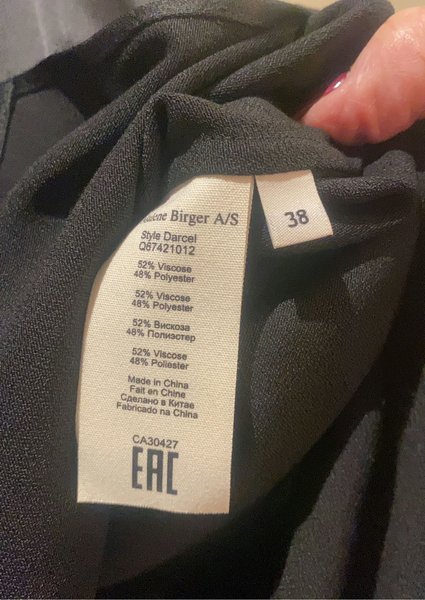 Birger A/S
Style Darcel
Q67421012
52% Viscose
48% Polyester
52% Viscose
48% Polyester
52% Вискоза
48% Полиэстер
52% Viscose
48% Poliester
Made in China
Fait en Chine
Сделано в Китае
Fabricado na China
CA30427
EAC
38